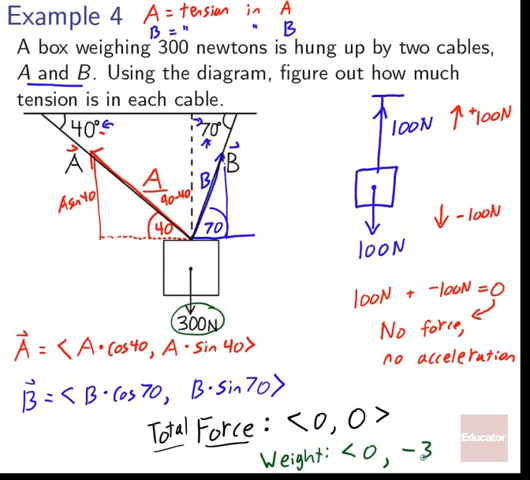 Example 4
A = tension in A
B = " " B
A box weighing 300 newtons is hung up by two cables,
A and B. Using the diagram, figure out how much
tension is in each cable.
40° 70°
A B
A B
A sin 40 90-40
40 70
300N
100N ↑ +100N
100N ↓ -100N
100N + -100N = 0
No force,
no acceleration
A = < A · cos 40, A · sin 40 >
B = < B · cos 70, B · sin 70 >
Total Force : < 0, 0 >
Weight: < 0, -3
Educator